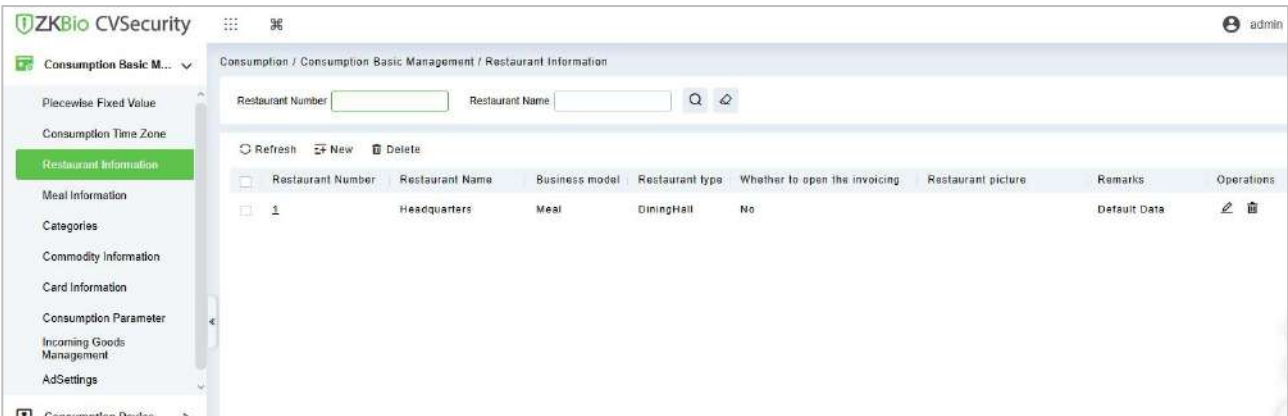 ZKBio CVSecurity
admin
Consumption Basic M...
Consumption / Consumption Basic Management / Restaurant Information
Piecewise Fixed Value
Consumption Time Zone
Restaurant Information
Meal Information
Categories
Commodity Information
Card Information
Consumption Parameter
Incoming Goods
Management
AdSettings
Consumption Device
Restaurant Number
Restaurant Name
Refresh New Delete
Restaurant Number Restaurant Name Business model Restaurant type Whether to open the invoicing Restaurant picture Remarks Operations
1 Headquarters Meal DiningHall No Default Data